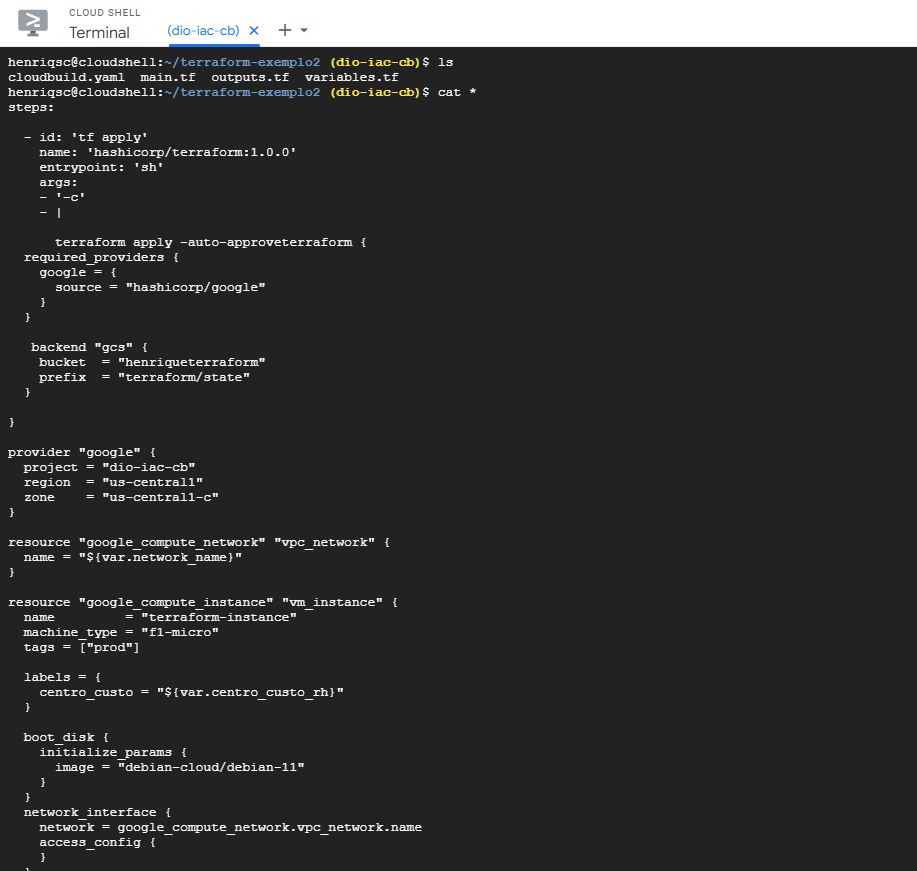 CLOUD SHELL
Terminal
(dio-iac-cb)
henriqsc@cloudshell:~/terraform-exemplo2 (dio-iac-cb)$ ls
cloudbuild.yaml  main.tf  outputs.tf  variables.tf
henriqsc@cloudshell:~/terraform-exemplo2 (dio-iac-cb)$ cat *
steps:
  - id: 'tf apply'
    name: 'hashicorp/terraform:1.0.0'
    entrypoint: 'sh'
    args:
    - '-c'
    - |
      terraform apply -auto-approveterraform {
  required_providers {
    google = {
      source = "hashicorp/google"
    }
  }
   backend "gcs" {
    bucket  = "henriqueterraform"
    prefix  = "terraform/state"
  }
}
provider "google" {
  project = "dio-iac-cb"
  region  = "us-central1"
  zone    = "us-central1-c"
}
resource "google_compute_network" "vpc_network" {
  name = "${var.network_name}"
}
resource "google_compute_instance" "vm_instance" {
  name         = "terraform-instance"
  machine_type = "f1-micro"
  tags = ["prod"]
  labels = {
    centro_custo = "${var.centro_custo_rh}"
  }
  boot_disk {
    initialize_params {
      image = "debian-cloud/debian-11"
    }
  }
  network_interface {
    network = google_compute_network.vpc_network.name
    access_config {
    }
  }